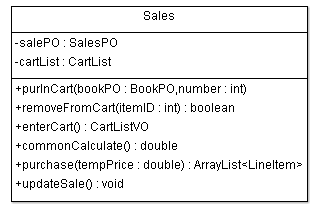 Sales
-salePO : SalesPO
-cartList : CartList
+purInCart(bookPO : BookPO,number : int)
+removeFromCart(itemID : int) : boolean
+enterCart() : CartListVO
+commonCalculate() : double
+purchase(tempPrice : double) : ArrayList<LineItem>
+updateSale() : void